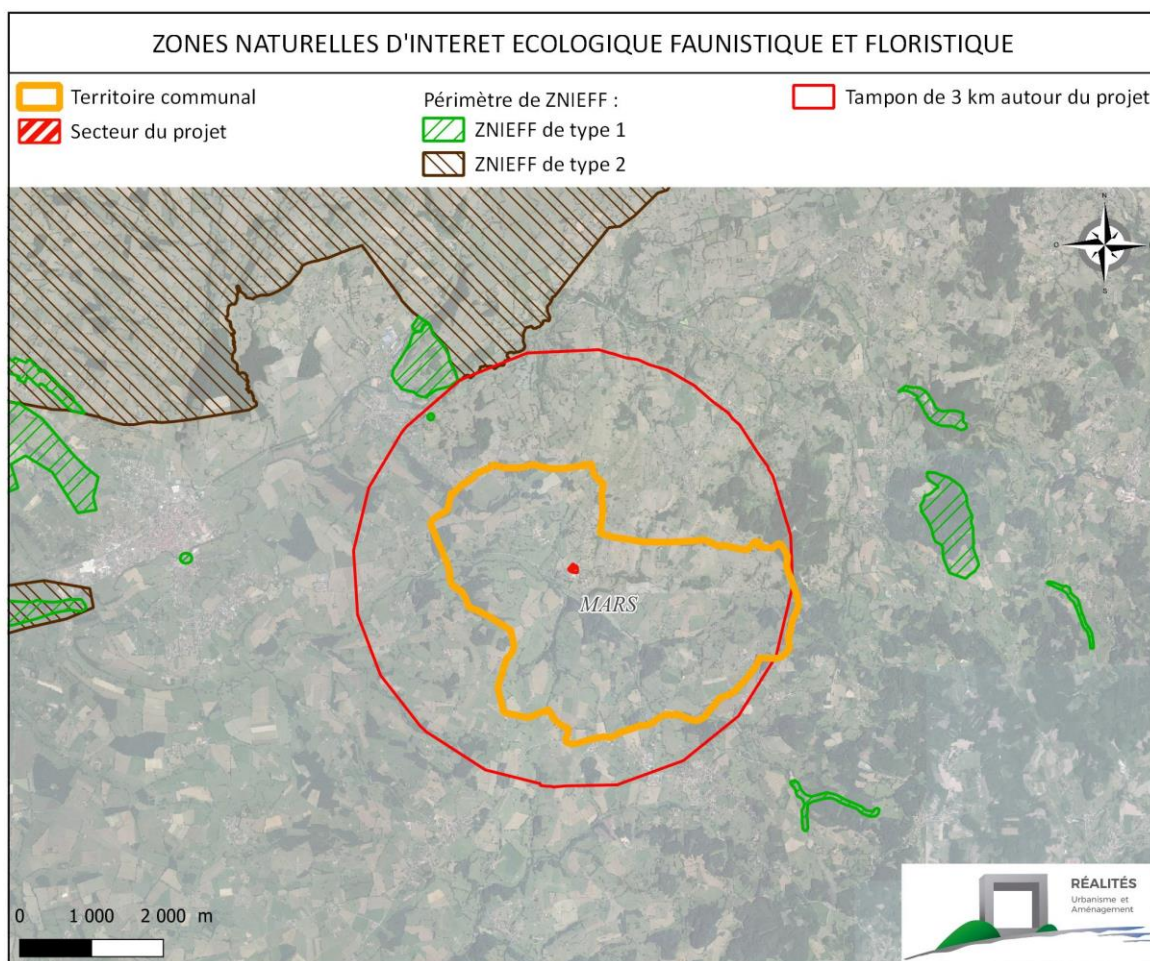 ZONES NATURELLES D'INTERET ECOLOGIQUE FAUNISTIQUE ET FLORISTIQUE
Territoire communal
Secteur du projet
Périmètre de ZNIEFF :
ZNIEFF de type 1
ZNIEFF de type 2
Tampon de 3 km autour du projet
N
O
E
S
MARS
0 1 000 2 000 m
RÉALITÉS
Urbanisme et
Aménagement